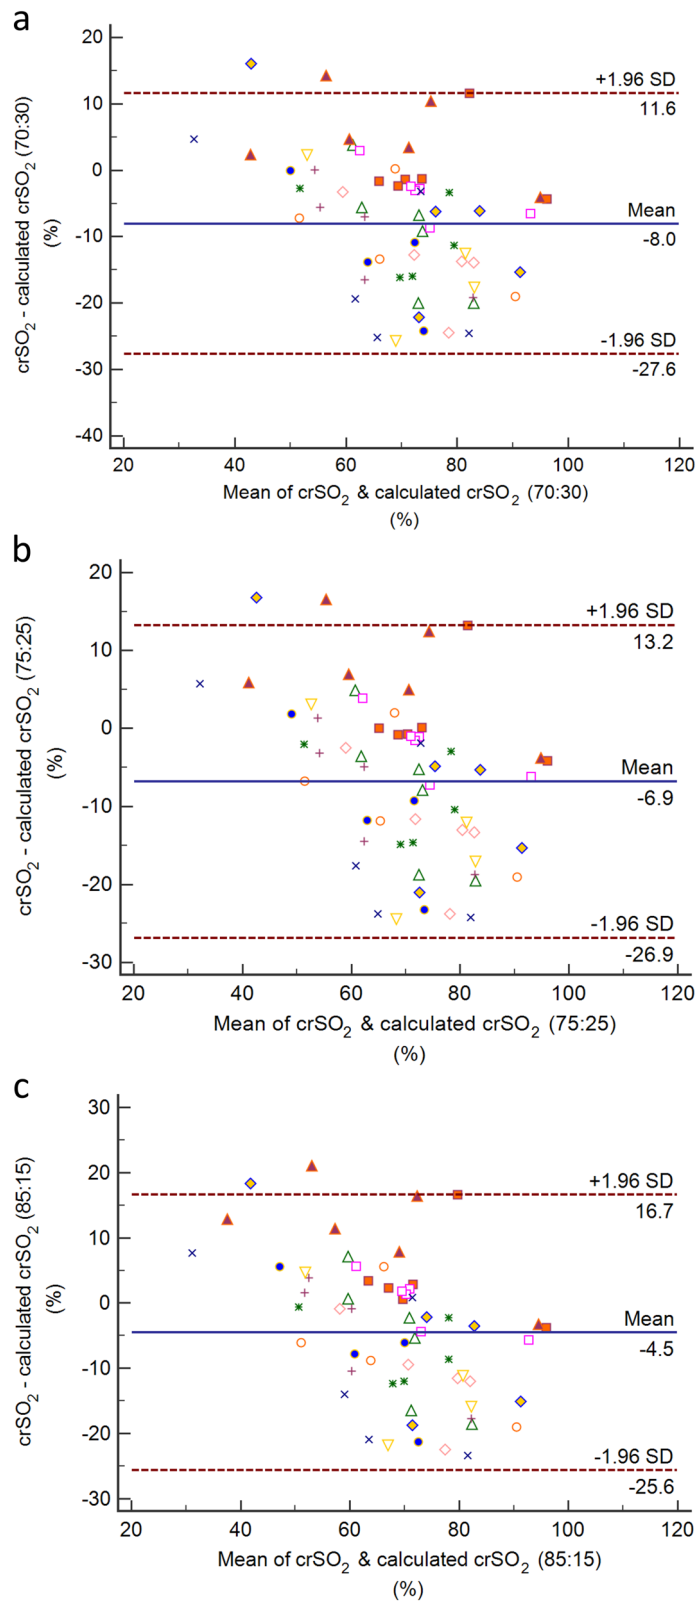 a
20
10
0
-10
-20
-30
-40
crSO2 - calculated crSO2 (70:30)
(%)
+1.96 SD
11.6
Mean
-8.0
-1.96 SD
-27.6
20 40 60 80 100 120
Mean of crSO2 & calculated crSO2 (70:30)
(%)
b
20
10
0
-10
-20
-30
crSO2 - calculated crSO2 (75:25)
(%)
+1.96 SD
13.2
Mean
-6.9
-1.96 SD
-26.9
20 40 60 80 100 120
Mean of crSO2 & calculated crSO2 (75:25)
(%)
c
30
20
10
0
-10
-20
-30
crSO2 - calculated crSO2 (85:15)
(%)
+1.96 SD
16.7
Mean
-4.5
-1.96 SD
-25.6
20 40 60 80 100 120
Mean of crSO2 & calculated crSO2 (85:15)
(%)